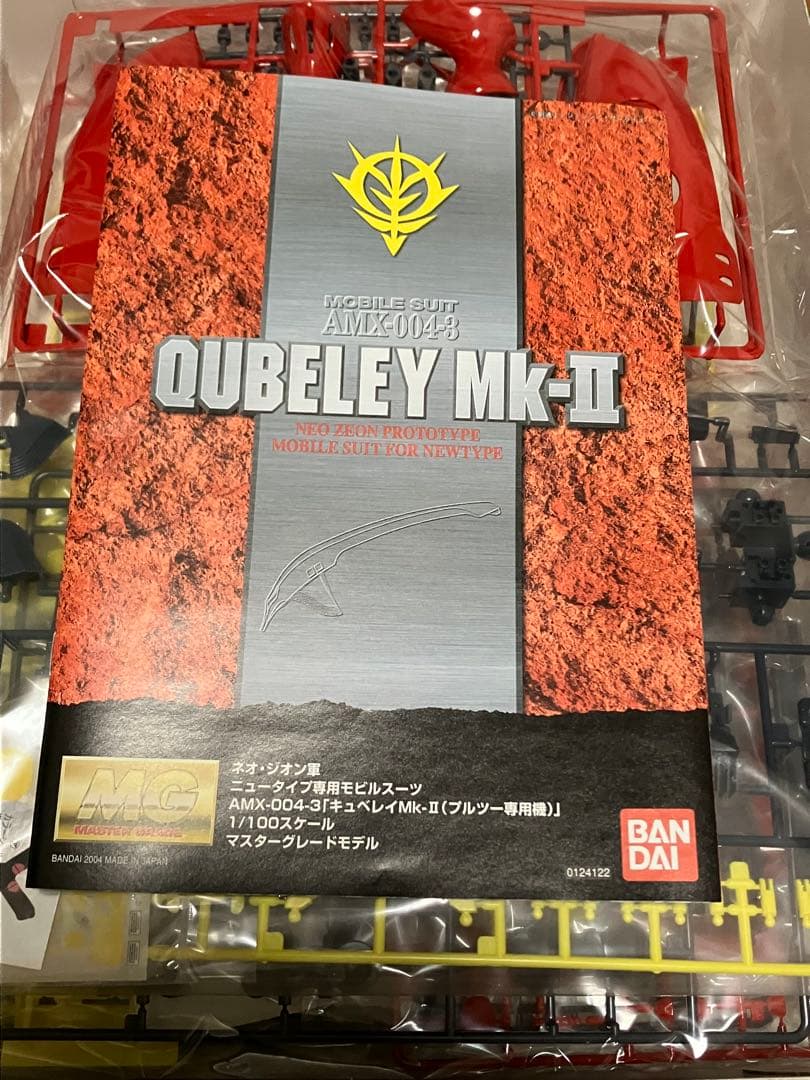 MOBILE SUIT
AMX-004-3
QUBELEY Mk-II
NEO ZEON PROTOTYPE
MOBILE SUIT FOR NEWTYPE
MG
MASTER GRADE
ネオ・ジオン軍
ニュータイプ専用モビルスーツ
AMX-004-3「キュベレイMk-II(プルツー専用機)」
1/100スケール
マスターグレードモデル
BANDAI 2004 MADE IN JAPAN
0124122
BAN
DAI